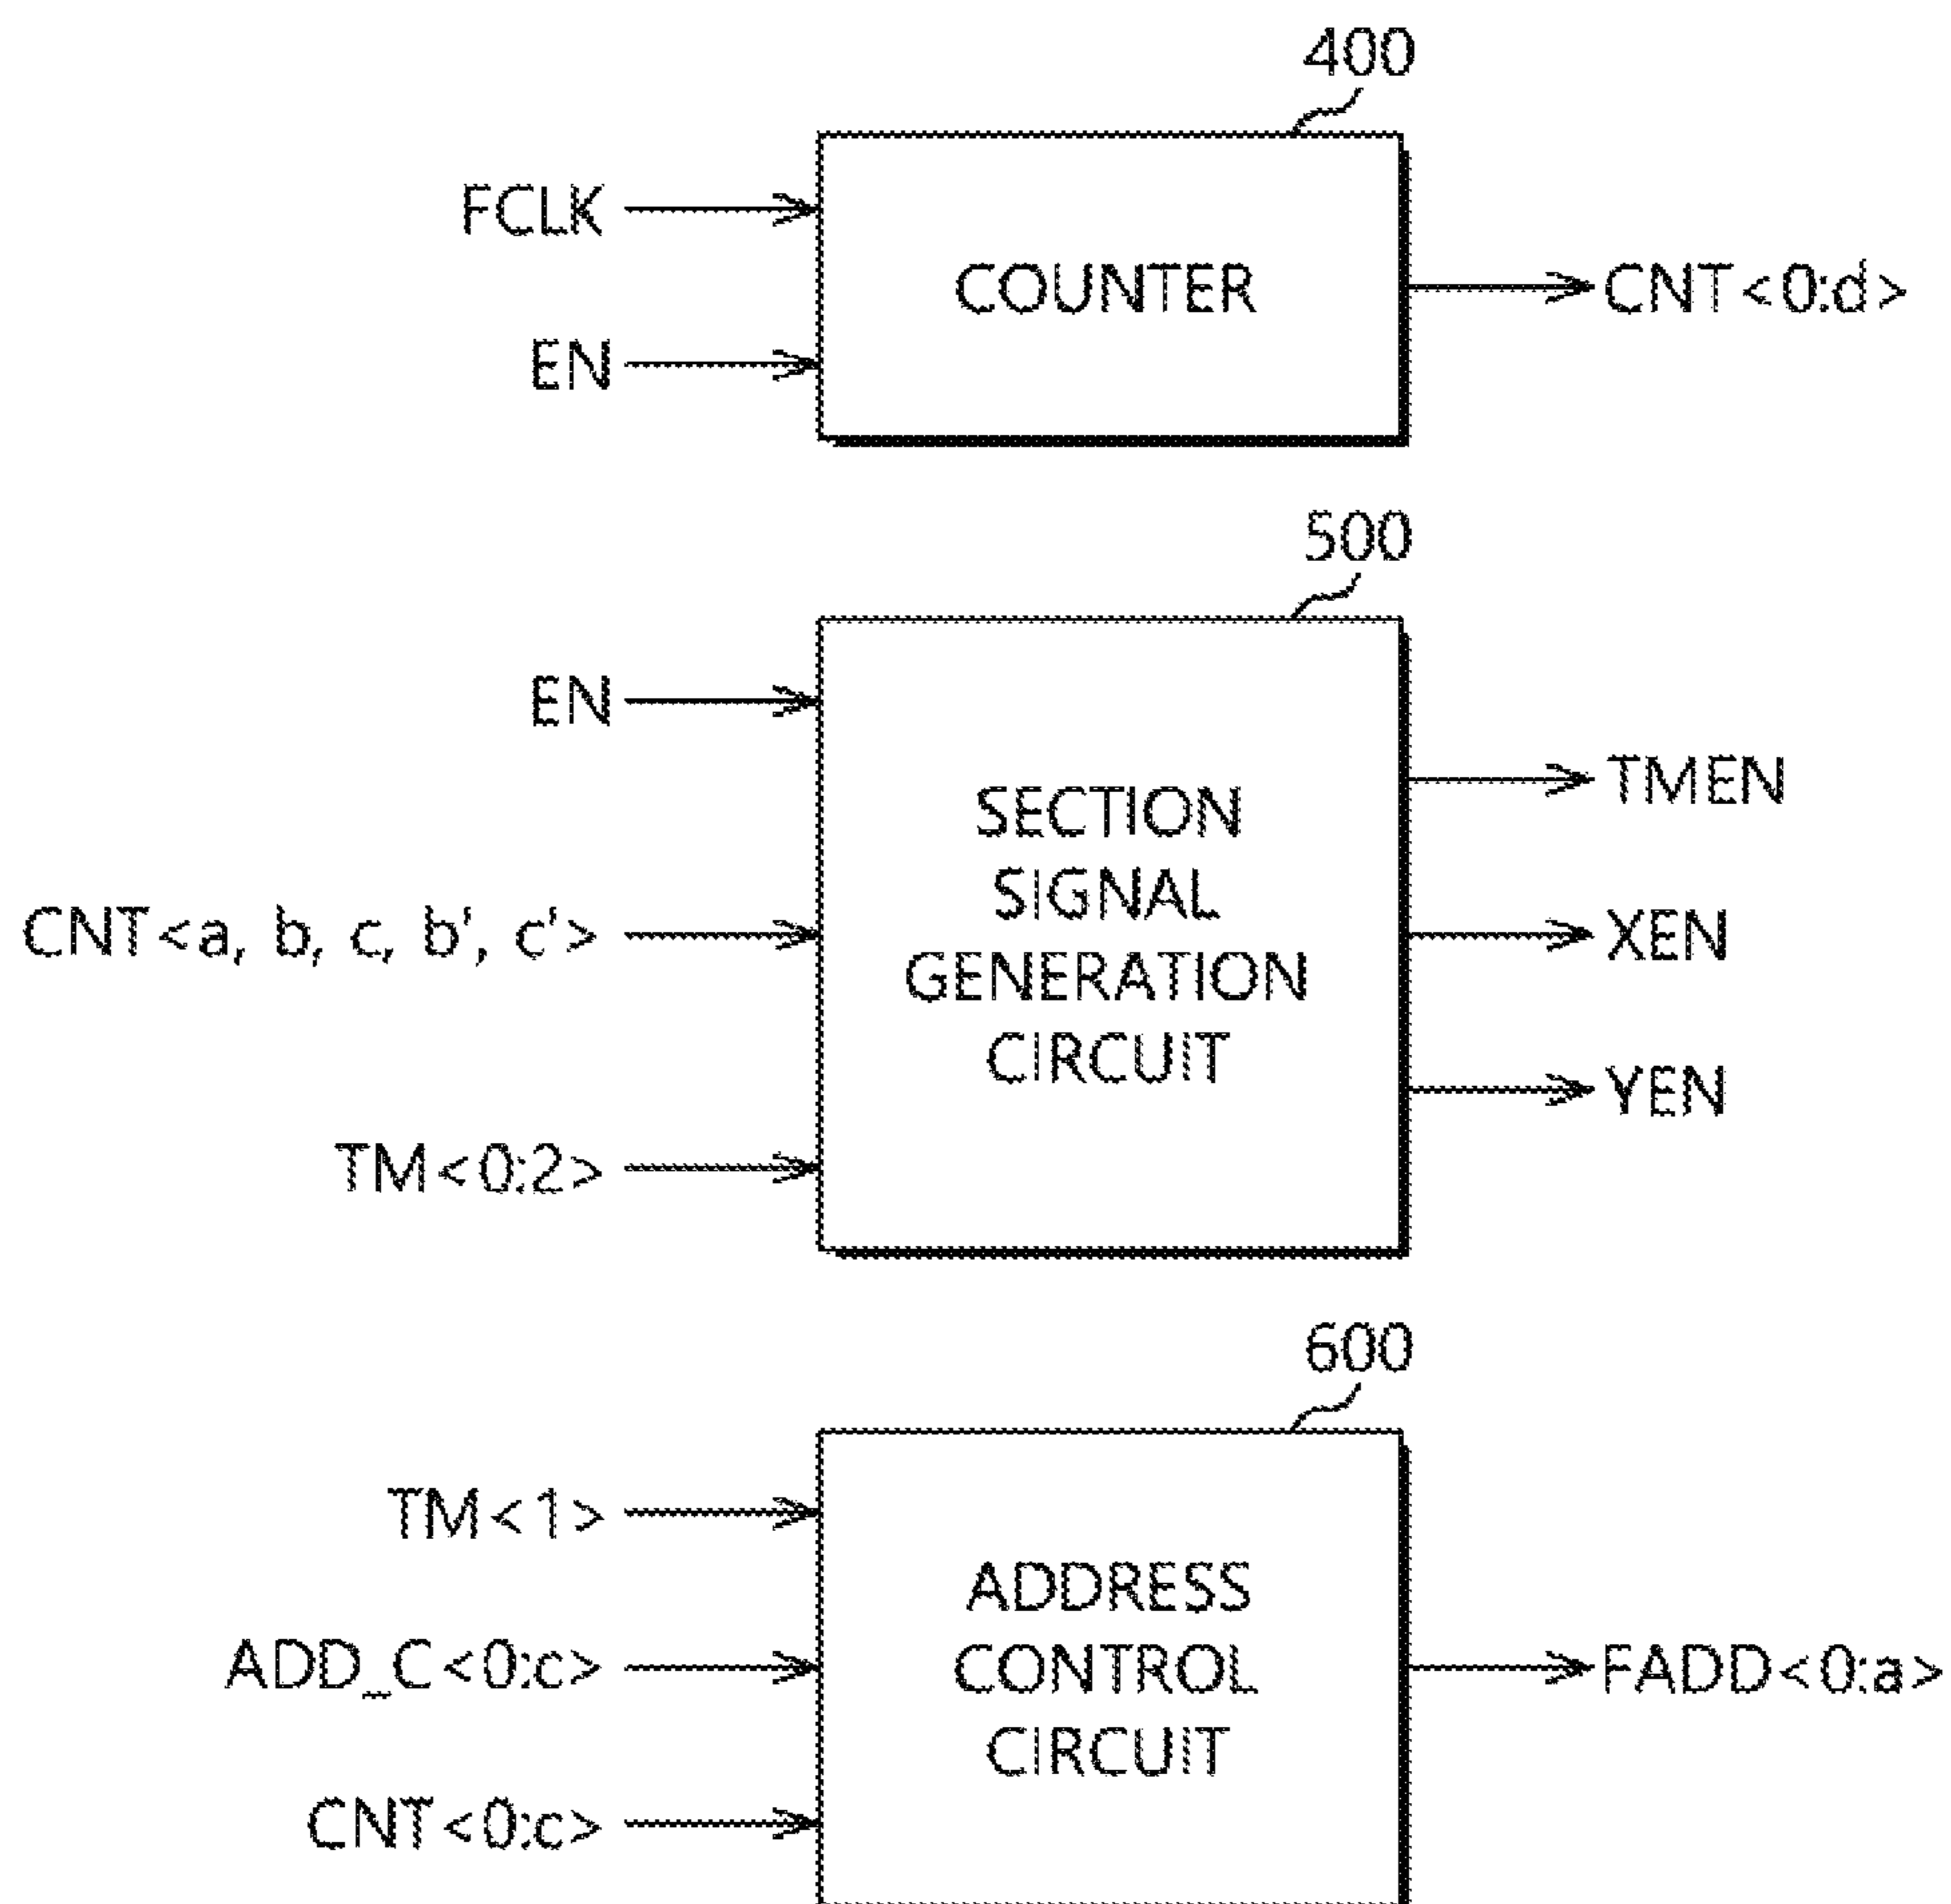 400
FCLK
COUNTER
CNT<0:d>
EN
500
EN
TMEN
SECTION
SIGNAL
GENERATION
CIRCUIT
CNT<a, b, c, b', c'>
XEN
YEN
TM<0:2>
600
TM<1>
ADDRESS
CONTROL
CIRCUIT
ADD_C<0:c>
FADD<0:a>
CNT<0:c>